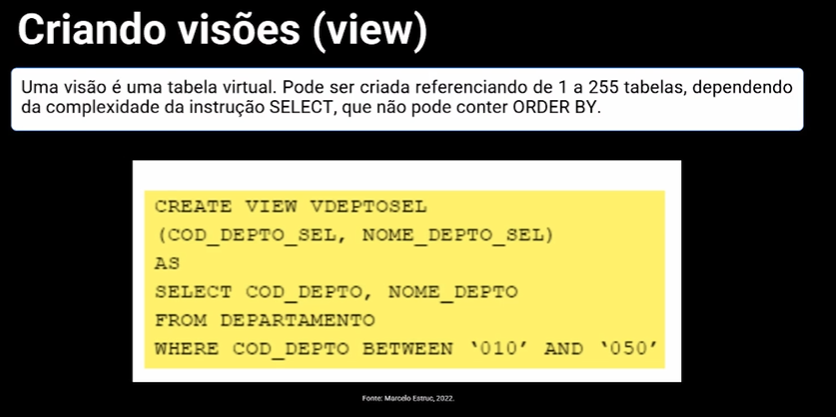 Criando visões (view)
Uma visão é uma tabela virtual. Pode ser criada referenciando de 1 a 255 tabelas, dependendo
da complexidade da instrução SELECT, que não pode conter ORDER BY.
CREATE VIEW VDEPTOSEL
(COD_DEPTO_SEL, NOME_DEPTO_SEL)
AS
SELECT COD_DEPTO, NOME_DEPTO
FROM DEPARTAMENTO
WHERE COD_DEPTO BETWEEN ‘010’ AND ‘050’
Fonte: Marcelo Estruc, 2022.